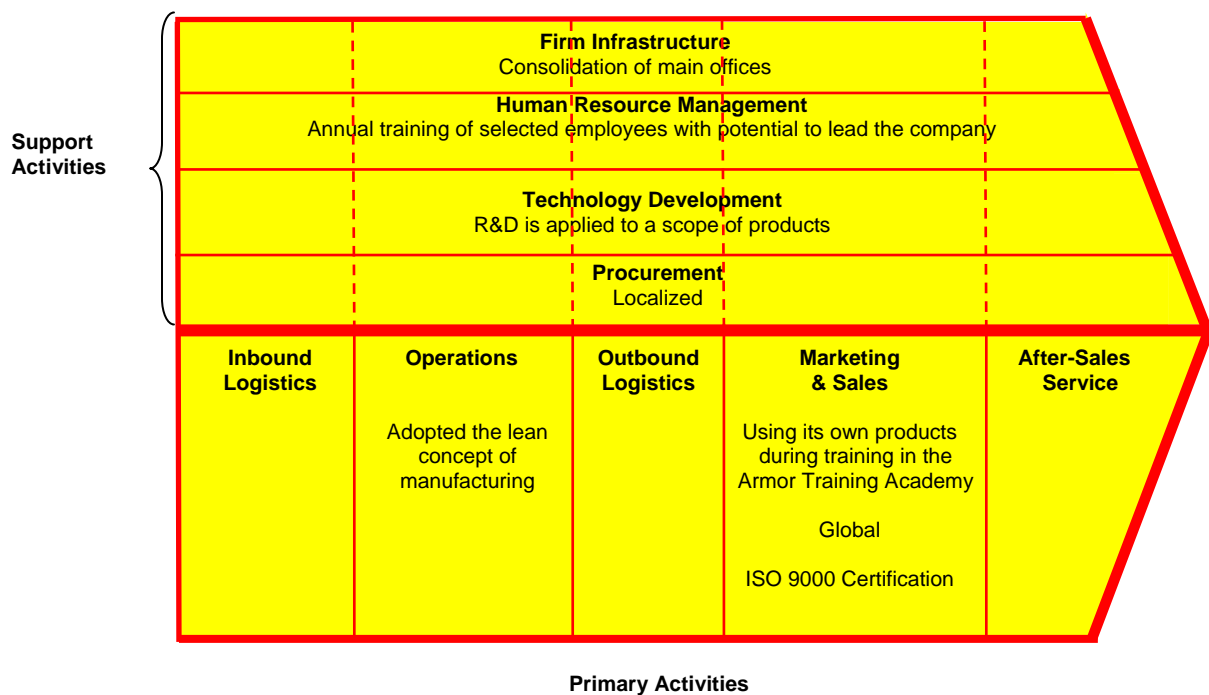 Firm Infrastructure
Consolidation of main offices
Human Resource Management
Annual training of selected employees with potential to lead the company
Support
Activities
Technology Development
R&D is applied to a scope of products
Procurement
Localized
Inbound
Logistics
Operations
Adopted the lean
concept of
manufacturing
Outbound
Logistics
Marketing
& Sales
Using its own products
during training in the
Armor Training Academy
Global
ISO 9000 Certification
After-Sales
Service
Primary Activities